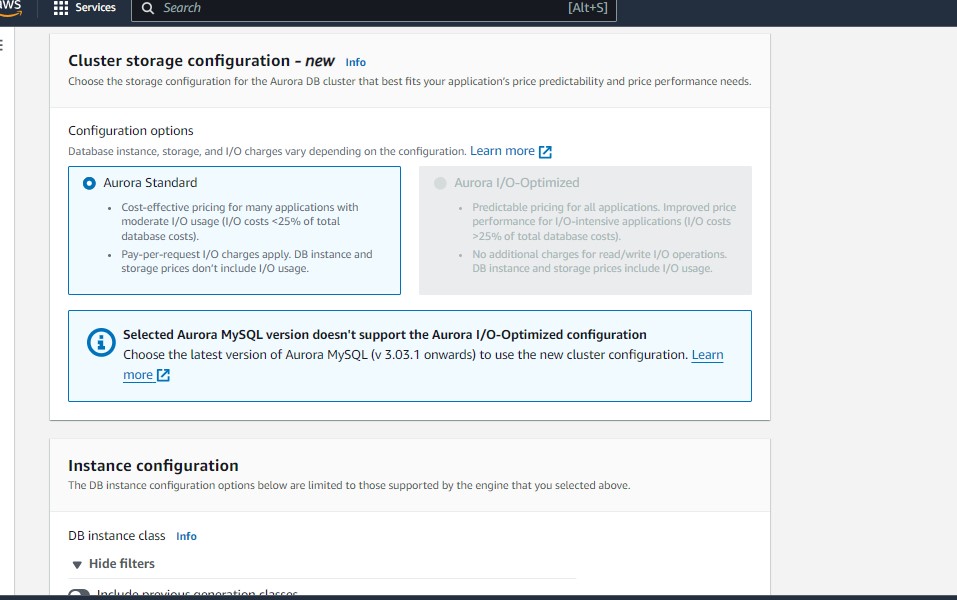 aws Services Search [Alt+S]
Cluster storage configuration - new Info
Choose the storage configuration for the Aurora DB cluster that best fits your application's price predictability and price performance needs.
Configuration options
Database instance, storage, and I/O charges vary depending on the configuration. Learn more
Aurora Standard
• Cost-effective pricing for many applications with
moderate I/O usage (I/O costs <25% of total
database costs).
• Pay-per-request I/O charges apply. DB instance and
storage prices don't include I/O usage.
Aurora I/O-Optimized
• Predictable pricing for all applications. Improved price
performance for I/O-intensive applications (I/O costs
>25% of total database costs).
• No additional charges for read/write I/O operations.
DB instance and storage prices include I/O usage.
Selected Aurora MySQL version doesn't support the Aurora I/O-Optimized configuration
Choose the latest version of Aurora MySQL (v 3.03.1 onwards) to use the new cluster configuration. Learn
more
Instance configuration
The DB instance configuration options below are limited to those supported by the engine that you selected above.
DB instance class Info
Hide filters
Include previous generation classes